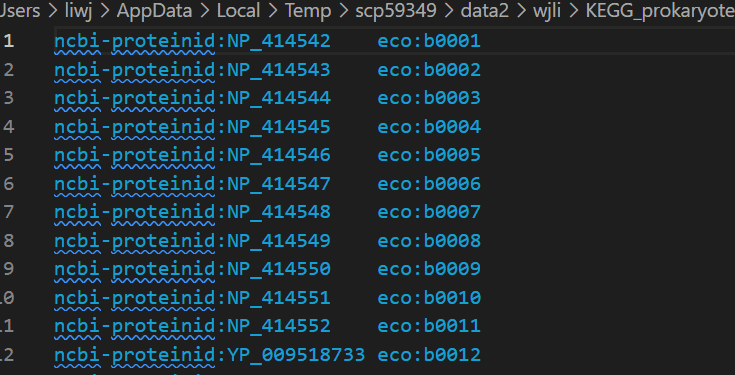 Users > liwj > AppData > Local > Temp > scp59349 > data2 > wjli > KEGG_prokaryote
1 ncbi-proteinid:NP_414542 eco:b0001
2 ncbi-proteinid:NP_414543 eco:b0002
3 ncbi-proteinid:NP_414544 eco:b0003
4 ncbi-proteinid:NP_414545 eco:b0004
5 ncbi-proteinid:NP_414546 eco:b0005
6 ncbi-proteinid:NP_414547 eco:b0006
7 ncbi-proteinid:NP_414548 eco:b0007
8 ncbi-proteinid:NP_414549 eco:b0008
9 ncbi-proteinid:NP_414550 eco:b0009
10 ncbi-proteinid:NP_414551 eco:b0010
11 ncbi-proteinid:NP_414552 eco:b0011
12 ncbi-proteinid:YP_009518733 eco:b0012